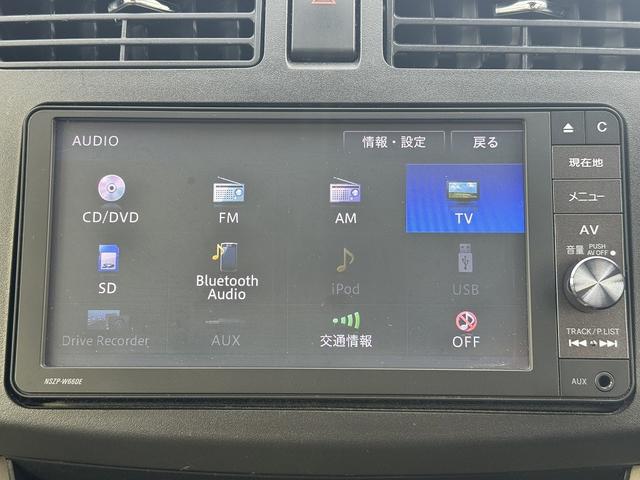 AUDIO
情報・設定
戻る
CD/DVD
FM
AM
TV
SD
Bluetooth
Audio
iPod
USB
Drive Recorder
AUX
交通情報
OFF
NSZP-W66DE
C
現在地
メニュー
AV
音量 PUSH
AV OFF
TRACK/P.LIST
AUX